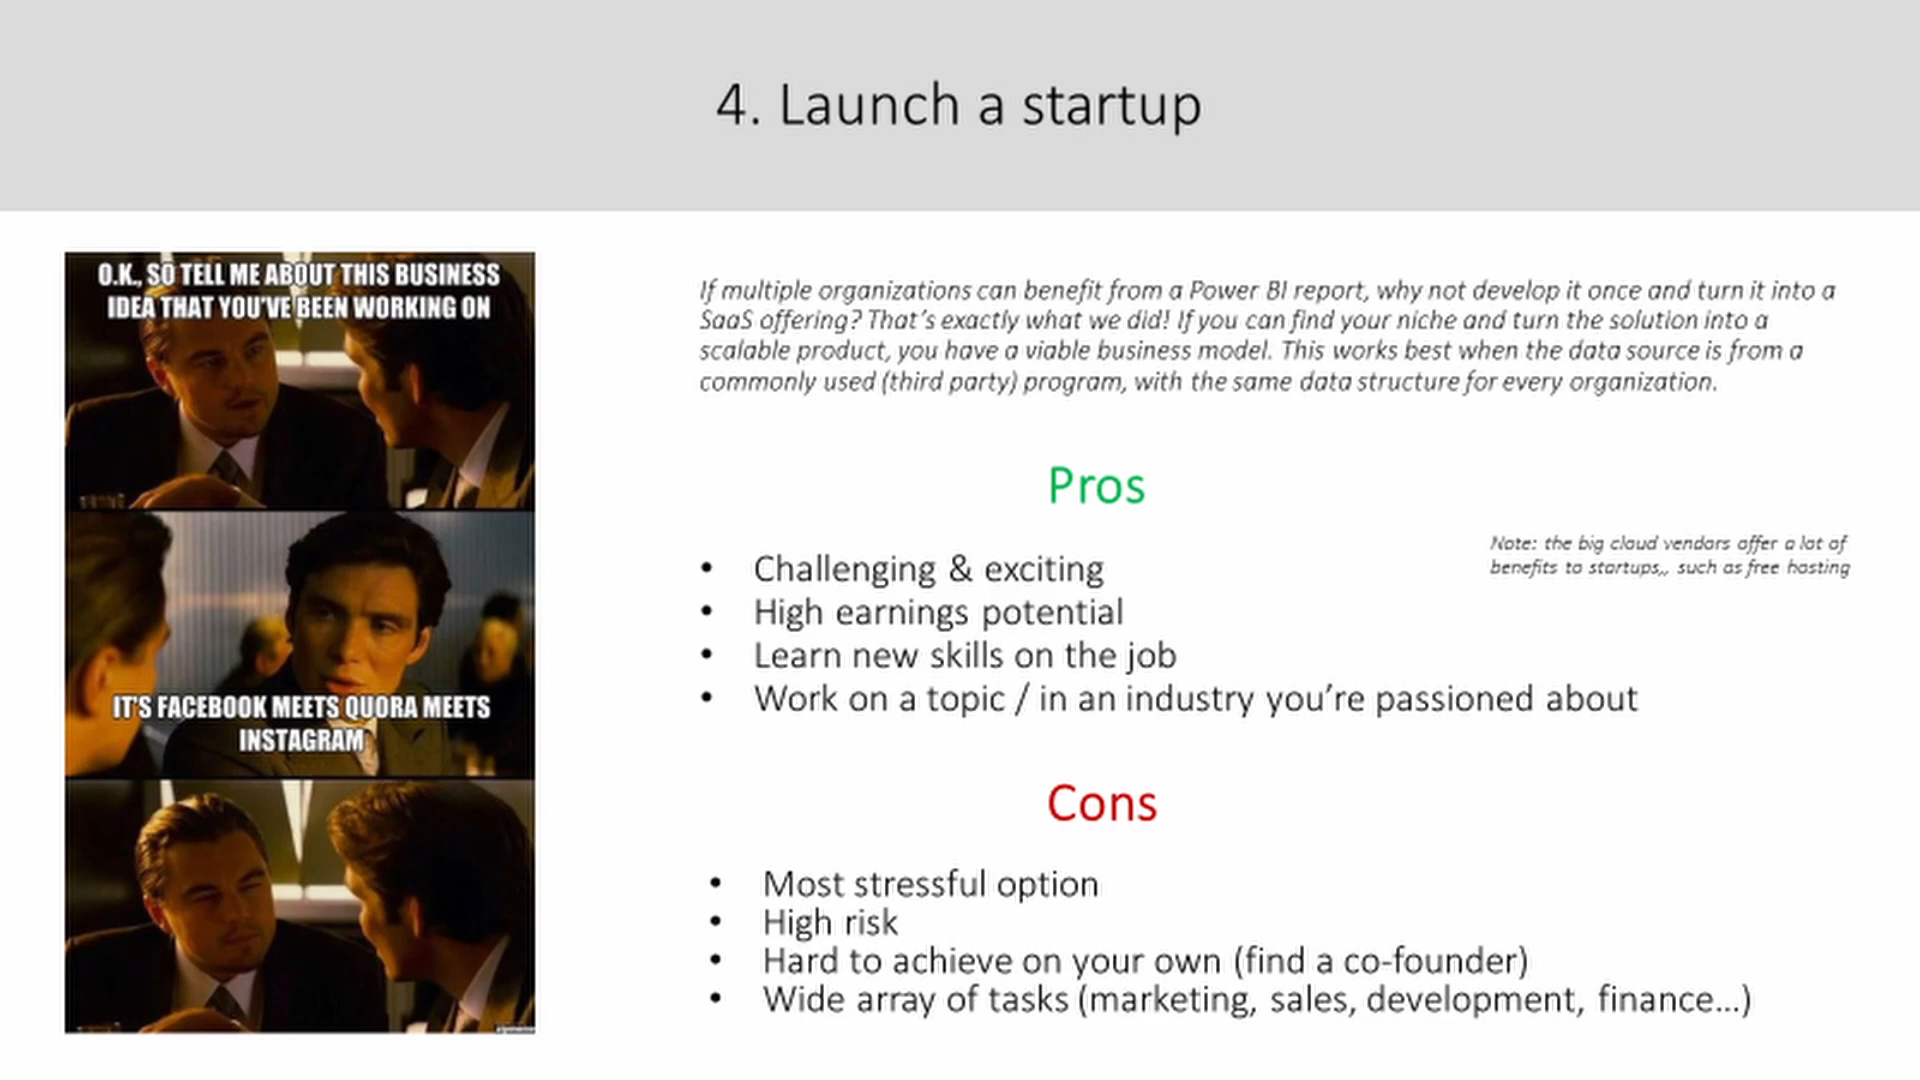 4. Launch a startup
O.K., SO TELL ME ABOUT THIS BUSINESS
IDEA THAT YOU'VE BEEN WORKING ON
IT'S FACEBOOK MEETS QUORA MEETS
INSTAGRAM
If multiple organizations can benefit from a Power BI report, why not develop it once and turn it into a
SaaS offering? That's exactly what we did! If you can find your niche and turn the solution into a
scalable product, you have a viable business model. This works best when the data source is from a
commonly used (third party) program, with the same data structure for every organization.
Pros
Note: the big cloud vendors offer a lot of
benefits to startups,, such as free hosting
• Challenging & exciting
• High earnings potential
• Learn new skills on the job
• Work on a topic / in an industry you're passioned about
Cons
• Most stressful option
• High risk
• Hard to achieve on your own (find a co-founder)
• Wide array of tasks (marketing, sales, development, finance...)